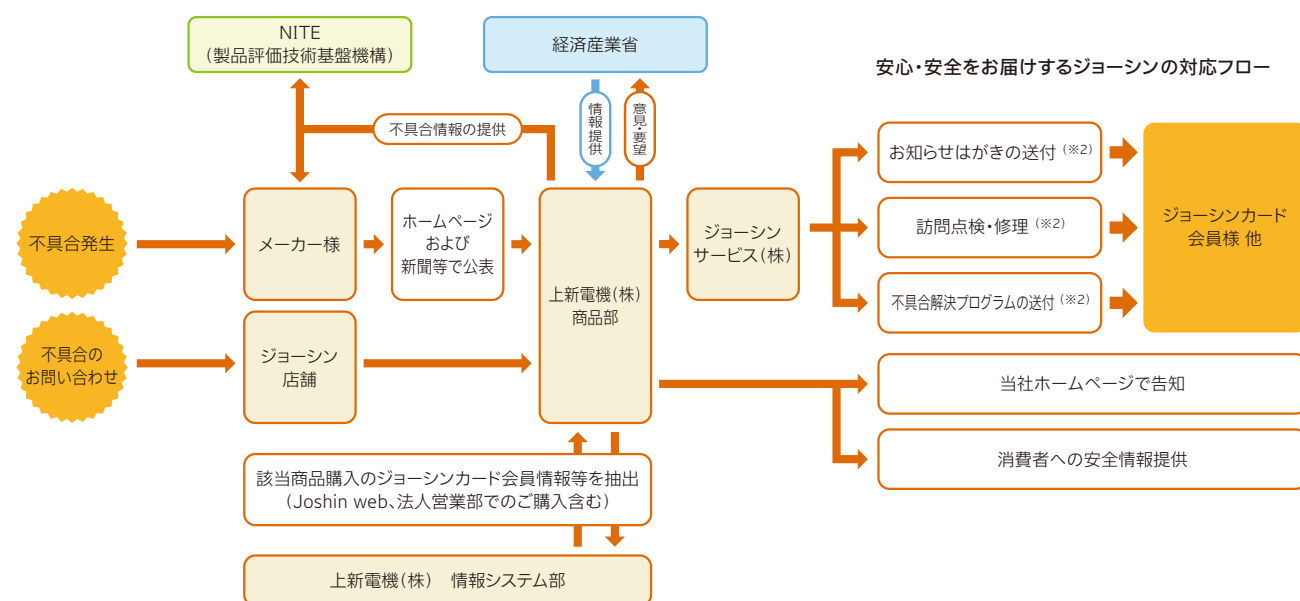 NITE
（製品評価技術基盤機構）
経済産業省
安心・安全をお届けするジョーシンの対応フロー
不具合情報の提供
情報提供
意見・要望
お知らせはがきの送付（※2）
不具合発生
メーカー様
ホームページ
および
新聞等で公表
上新電機（株）
商品部
ジョーシン
サービス（株）
訪問点検・修理（※2）
ジョーシンカード
会員様 他
不具合解決プログラムの送付（※2）
不具合の
お問い合わせ
ジョーシン
店舗
当社ホームページで告知
消費者への安全情報提供
該当商品購入のジョーシンカード会員情報等を抽出
（Joshin web、法人営業部でのご購入含む）
上新電機（株）　情報システム部